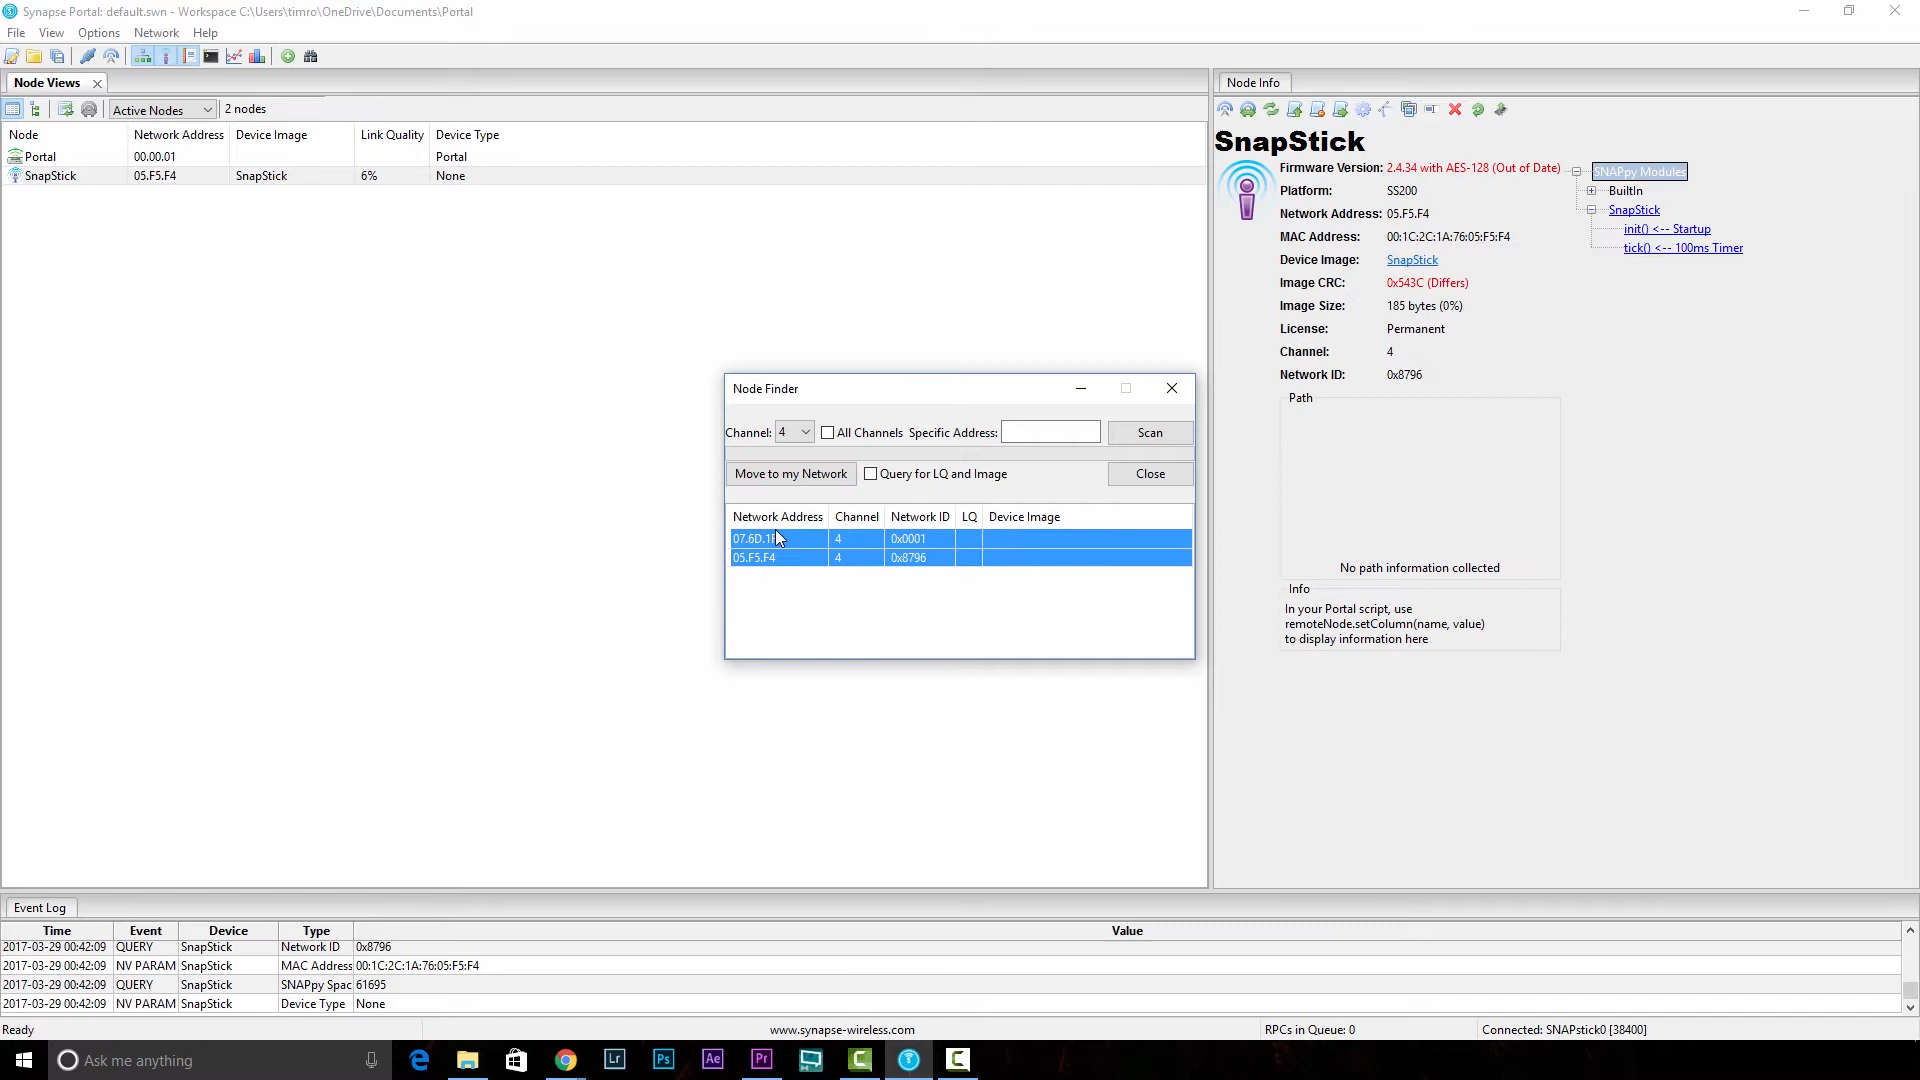 Synapse Portal: default.swn - Workspace C:\Users\timro\OneDrive\Documents\Portal
File View Options Network Help
Node Views
Active Nodes 2 nodes
Node Network Address Device Image Link Quality Device Type
Portal 00.00.01 Portal
SnapStick 05.F5.F4 SnapStick 6% None
Node Info
SnapStick
Firmware Version: 2.4.34 with AES-128 (Out of Date)
Platform: SS200
Network Address: 05.F5.F4
MAC Address: 00:1C:2C:1A:76:05:F5:F4
Device Image: SnapStick
Image CRC: 0x543C (Differs)
Image Size: 185 bytes (0%)
License: Permanent
Channel: 4
Network ID: 0x8796
SNAPpy Modules
BuiltIn
SnapStick
init() <-- Startup
tick() <-- 100ms Timer
Path
No path information collected
Info
In your Portal script, use
remoteNode.setColumn(name, value)
to display information here
Node Finder
Channel: 4 All Channels Specific Address: Scan
Move to my Network Query for LQ and Image Close
Network Address Channel Network ID LQ Device Image
4 0x0001
05.F5.F4 4 0x8796
Event Log
Time Event Device Type Value
2017-03-29 00:42:09 QUERY SnapStick Network ID 0x8796
2017-03-29 00:42:09 NV PARAM SnapStick MAC Address 00:1C:2C:1A:76:05:F5:F4
2017-03-29 00:42:09 QUERY SnapStick SNAPpy Spac 61695
2017-03-29 00:42:09 NV PARAM SnapStick Device Type None
Ready www.synapse-wireless.com RPCs in Queue: 0 Connected: SNAPstick0 [38400]
Ask me anything Lr Ps Ae Pr